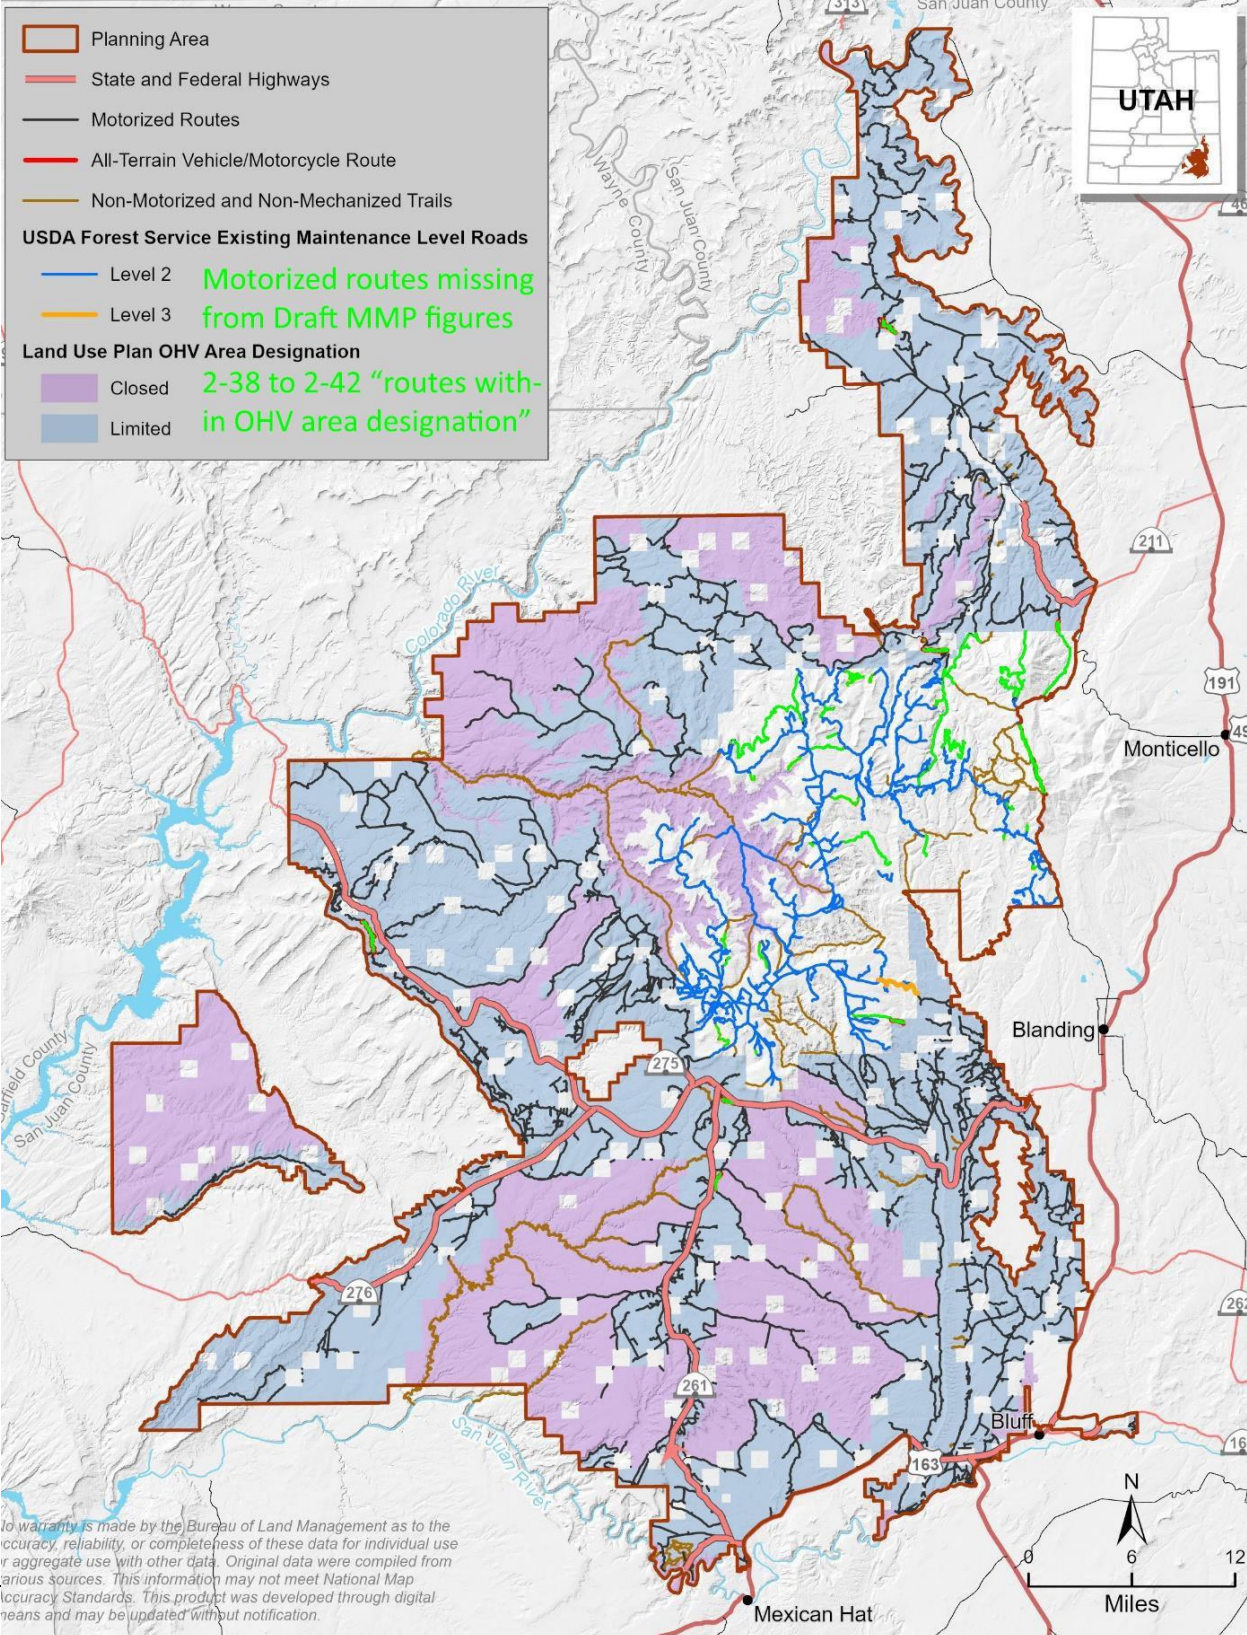 313
San Juan County
Planning Area
State and Federal Highways
Motorized Routes
All-Terrain Vehicle/Motorcycle Route
Non-Motorized and Non-Mechanized Trails
USDA Forest Service Existing Maintenance Level Roads
Level 2
Level 3
Motorized routes missing
from Draft MMP figures
Land Use Plan OHV Area Designation
Closed
Limited
2-38 to 2-42 “routes with-
in OHV area designation”
UTAH
46
Wayne County
San Juan County
211
Colorado River
191
49
Monticello
Blanding
275
Garfield County
San Juan County
276
262
261
Bluff
163
16
San Juan River
N
0 6 12
Miles
Mexican Hat
No warranty is made by the Bureau of Land Management as to the
accuracy, reliability, or completeness of these data for individual use
or aggregate use with other data. Original data were compiled from
various sources. This information may not meet National Map
Accuracy Standards. This product was developed through digital
means and may be updated without notification.